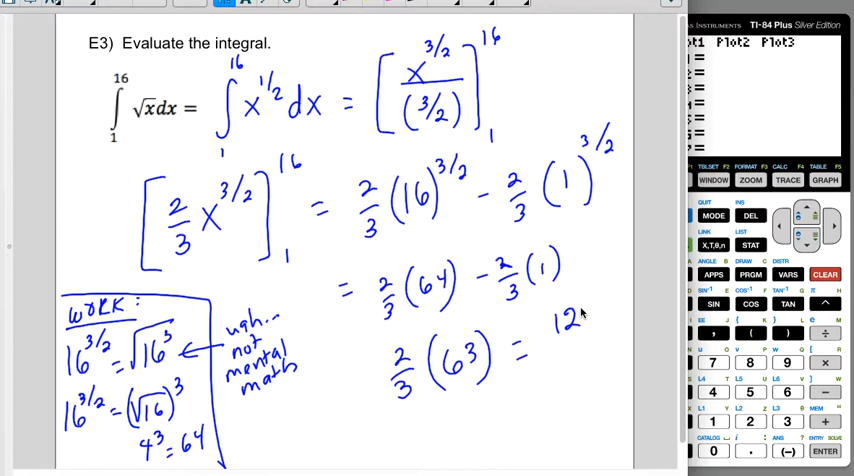 E3) Evaluate the integral.
∫₁¹⁶ √x dx = ∫₁¹⁶ x^(1/2) dx = [x^(3/2) / (3/2)]₁¹⁶
[2/3 x^(3/2)]₁¹⁶ = 2/3 (16)^(3/2) − 2/3 (1)^(3/2)
= 2/3 (64) − 2/3 (1)
2/3 (63) = 12
WORK:
16^(3/2) = √16³
16^(3/2) = (√16)³
4³ = 64
ugh...
not
mental
math
INSTRUMENTS TI-84 Plus Silver Edition
Plot2 Plot3
TBLSET F2 FORMAT F3 CALC F4 TABLE F5
WINDOW ZOOM TRACE GRAPH
QUIT INS
MODE DEL
LINK LIST
X,T,θ,n STAT
ANGLE B DRAW C DISTR
APPS PRGM VARS CLEAR
SIN⁻¹ E COS⁻¹ F TAN⁻¹ G π H
SIN COS TAN ^
EE J { K } L e M
, ( ) ÷
7 8 9 ×
4 5 6 −
L1 Y L2 Z L3 θ MEM "
1 2 3 +
CATALOG i : ANS ? ENTRY SOLVE
0 . (−) ENTER